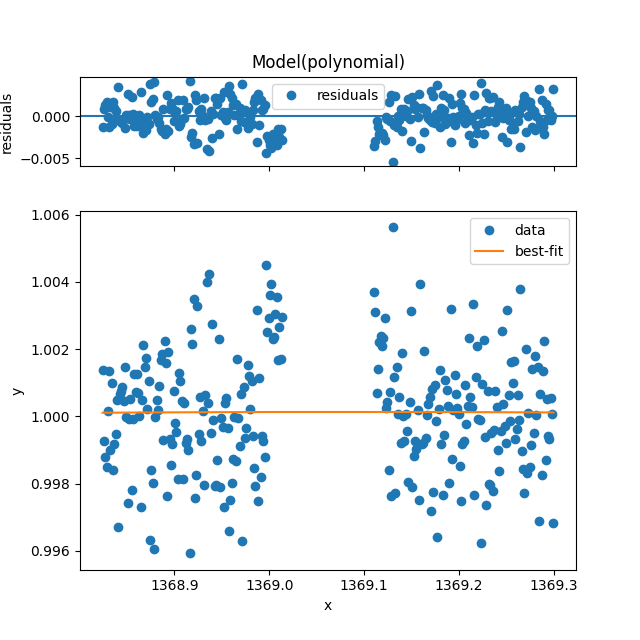 Model(polynomial)
residuals
0.000
−0.005
residuals
1.006
1.004
1.002
1.000
0.998
0.996
y
data
best-fit
1368.9 1369.0 1369.1 1369.2 1369.3
x